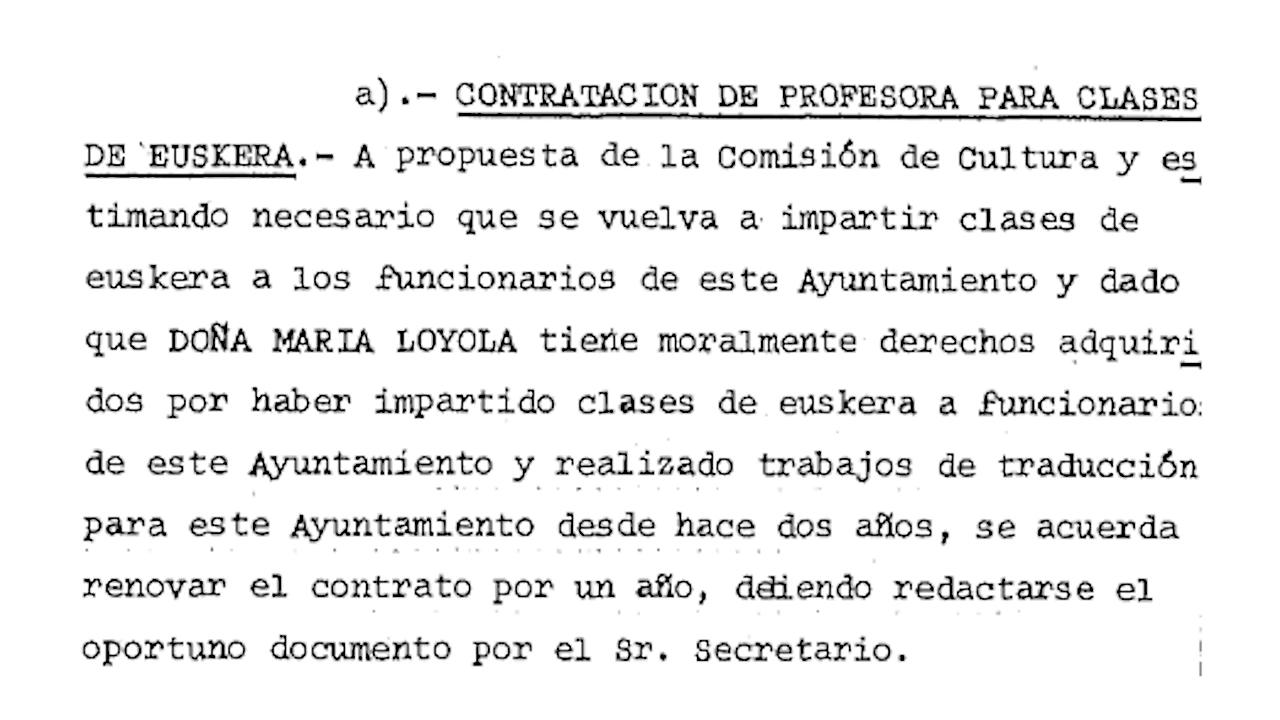 a).- CONTRATACION DE PROFESORA PARA CLASES
DE EUSKERA.- A propuesta de la Comisión de Cultura y es
timando necesario que se vuelva a impartir clases de
euskera a los funcionarios de este Ayuntamiento y dado
que DOÑA MARIA LOYOLA tiene moralmente derechos adquiri
dos por haber impartido clases de euskera a funcionarios
de este Ayuntamiento y realizado trabajos de traducción
para este Ayuntamiento desde hace dos años, se acuerda
renovar el contrato por un año, debiendo redactarse el
oportuno documento por el Sr. Secretario.